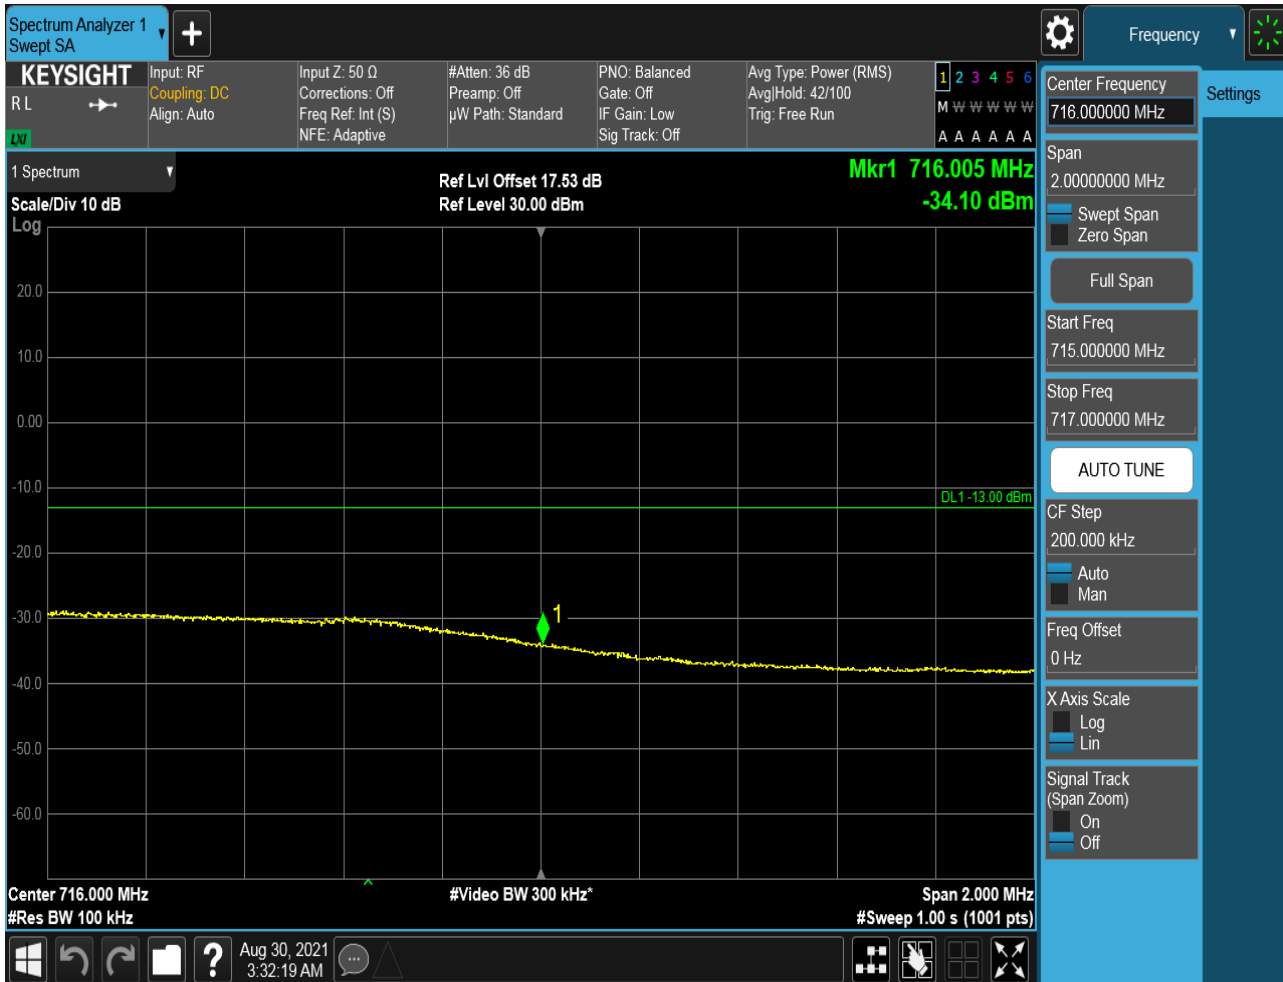 Spectrum Analyzer 1
Swept SA
Frequency
KEYSIGHT
R L
LXI
Input: RF
Coupling: DC
Align: Auto
Input Z: 50 Ω
Corrections: Off
Freq Ref: Int (S)
NFE: Adaptive
#Atten: 36 dB
Preamp: Off
µW Path: Standard
PNO: Balanced
Gate: Off
IF Gain: Low
Sig Track: Off
Avg Type: Power (RMS)
Avg|Hold: 42/100
Trig: Free Run
1 2 3 4 5 6
M W W W W W
A A A A A A
1 Spectrum
Scale/Div 10 dB
Log
Ref Lvl Offset 17.53 dB
Ref Level 30.00 dBm
Mkr1 716.005 MHz
-34.10 dBm
20.0
10.0
0.00
-10.0
DL1 -13.00 dBm
-20.0
-30.0
1
-40.0
-50.0
-60.0
Center 716.000 MHz
#Video BW 300 kHz*
Span 2.000 MHz
#Res BW 100 kHz
#Sweep 1.00 s (1001 pts)
Aug 30, 2021
3:32:19 AM
Center Frequency
716.000000 MHz
Settings
Span
2.00000000 MHz
Swept Span
Zero Span
Full Span
Start Freq
715.000000 MHz
Stop Freq
717.000000 MHz
AUTO TUNE
CF Step
200.000 kHz
Auto
Man
Freq Offset
0 Hz
X Axis Scale
Log
Lin
Signal Track
(Span Zoom)
On
Off